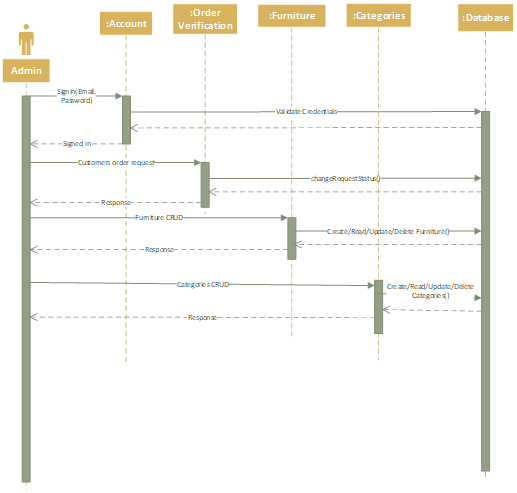 :Account
:Order
Verification
:Furniture
:Categories
:Database
Admin
Signin(Email,
Password)
Validate Credentials
Signed In
Customers order request
changeRequestStatus()
Response
Furniture CRUD
Create/Read/Update/Delete Furniture()
Response
Categories CRUD
Create/Read/Update/Delete
Categories()
Response